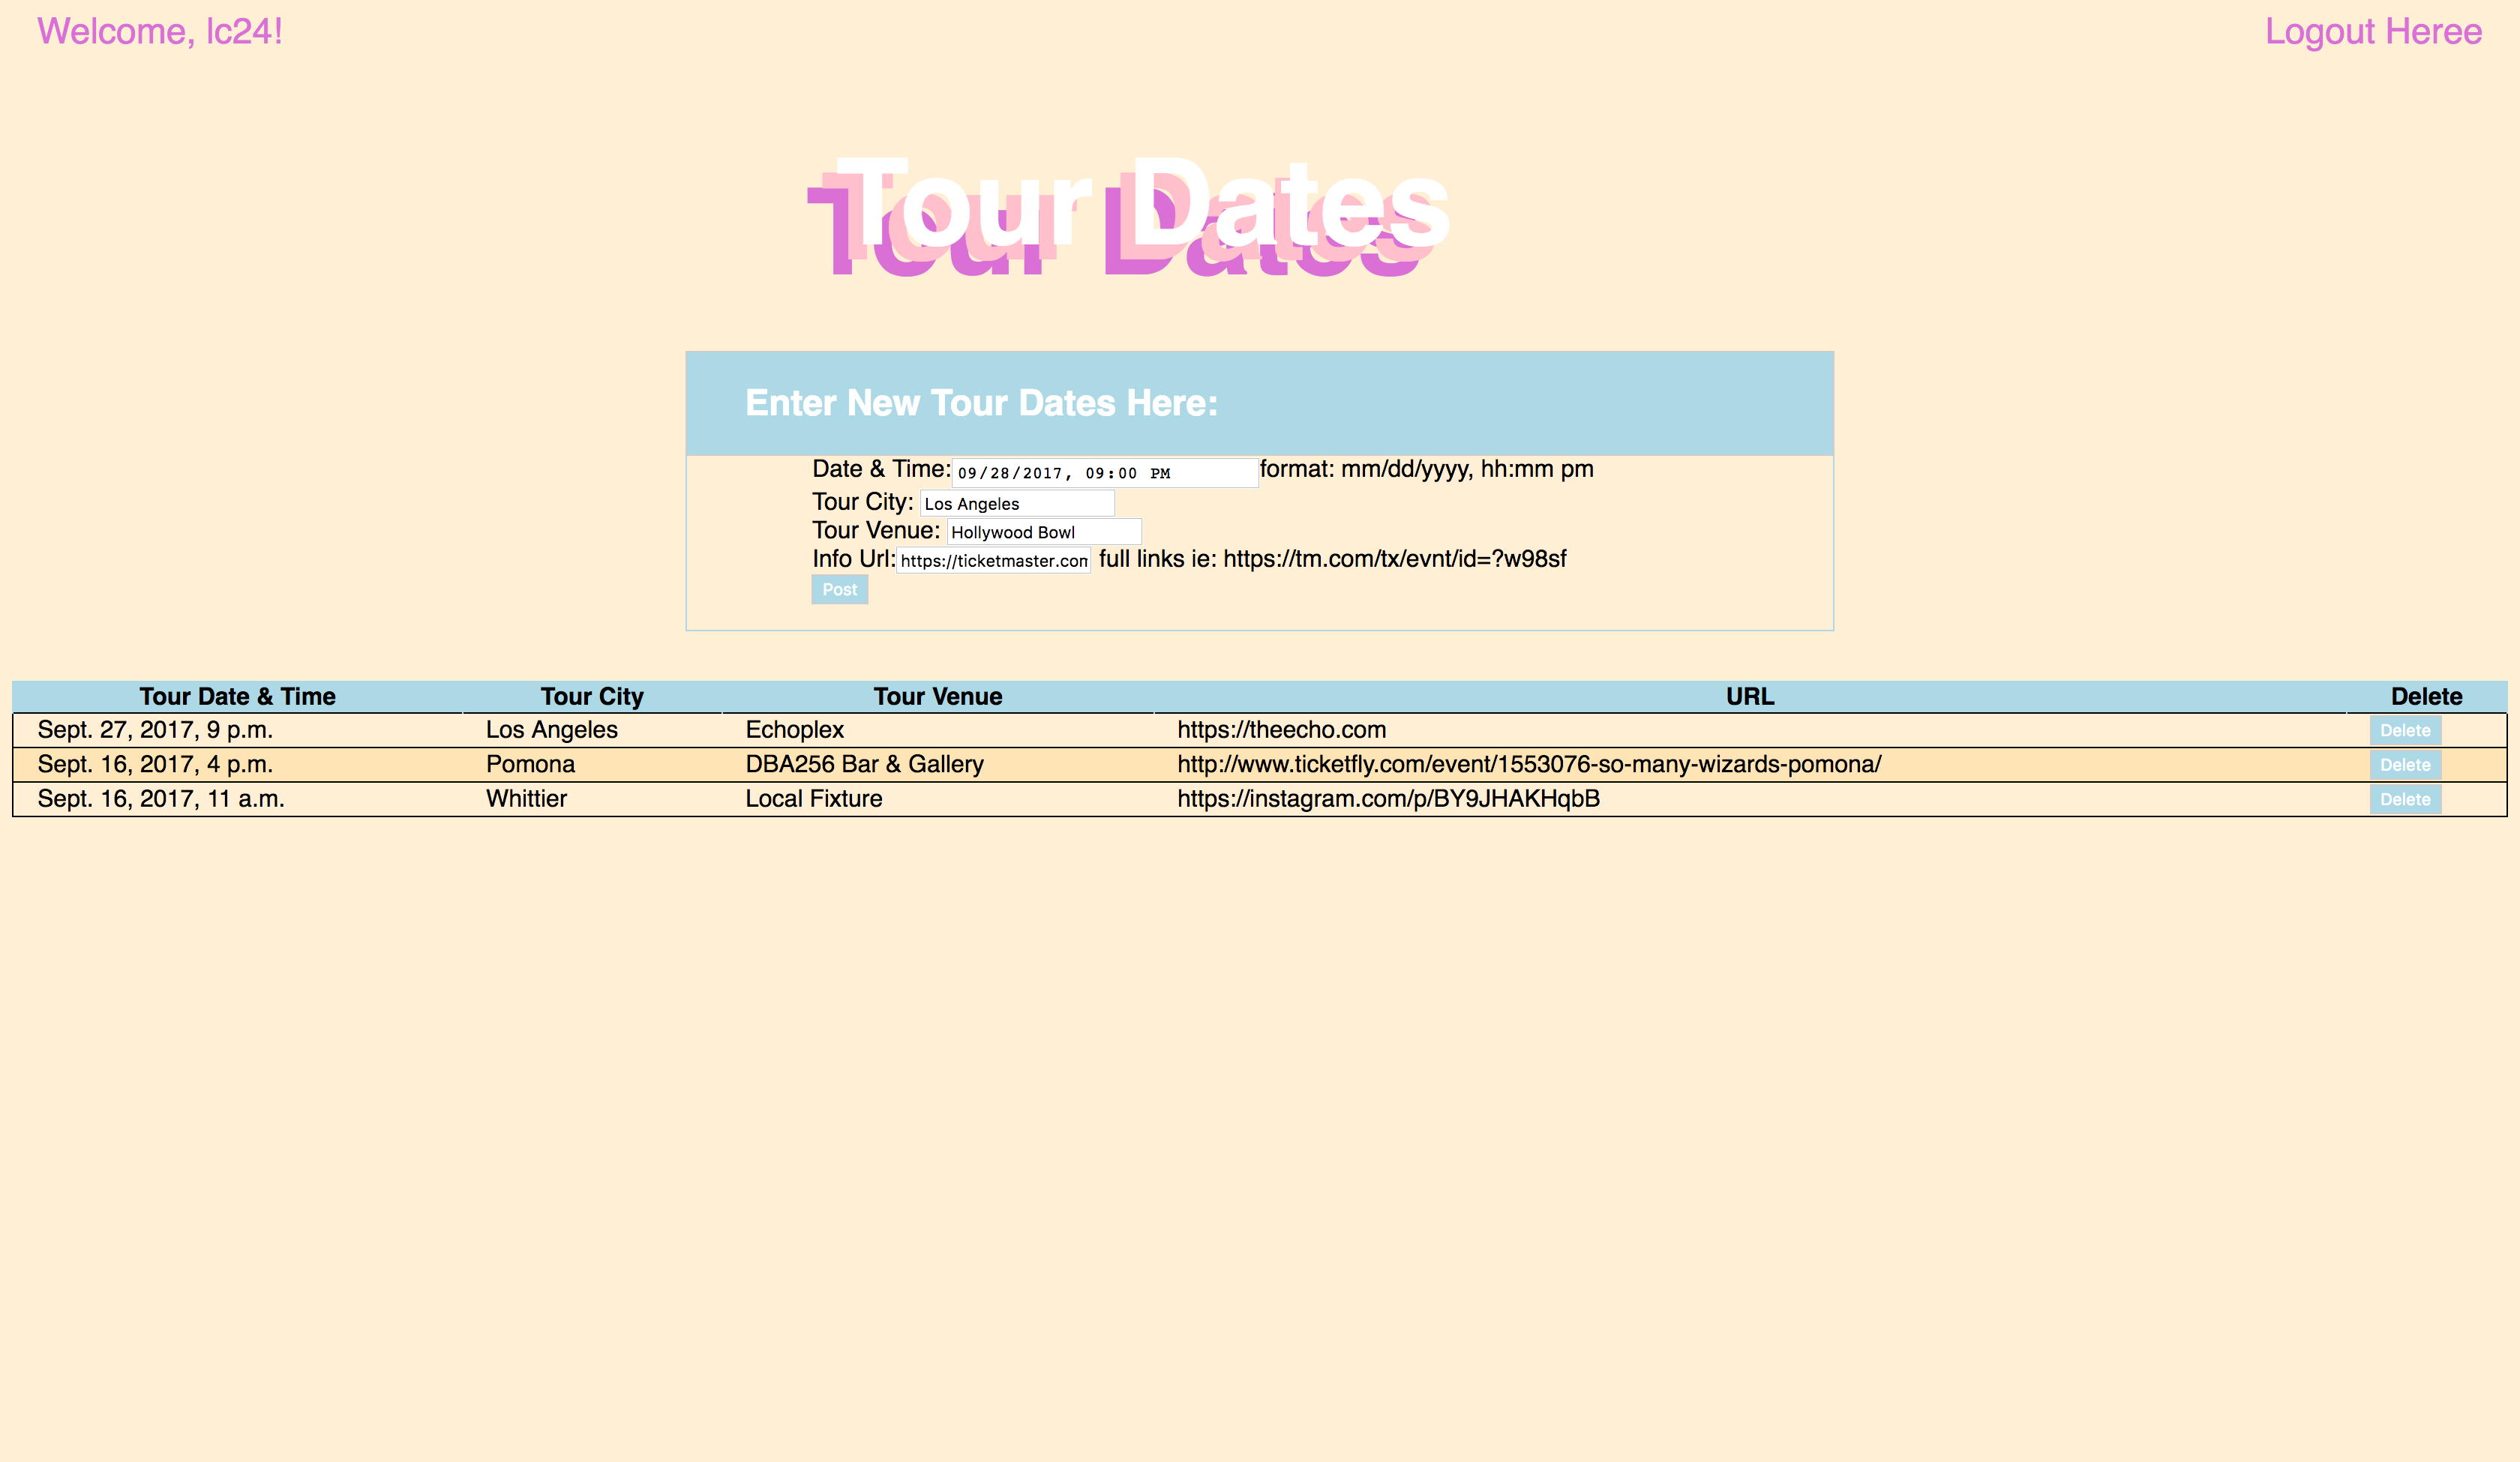 Welcome, lc24! Logout Heree
Tour Dates
Enter New Tour Dates Here:
Date & Time: 09/28/2017, 09:00 PM format: mm/dd/yyyy, hh:mm pm
Tour City: Los Angeles
Tour Venue: Hollywood Bowl
Info Url: https://ticketmaster.com full links ie: https://tm.com/tx/evnt/id=?w98sf
Post
Tour Date & Time Tour City Tour Venue URL Delete
Sept. 27, 2017, 9 p.m. Los Angeles Echoplex https://theecho.com Delete
Sept. 16, 2017, 4 p.m. Pomona DBA256 Bar & Gallery http://www.ticketfly.com/event/1553076-so-many-wizards-pomona/ Delete
Sept. 16, 2017, 11 a.m. Whittier Local Fixture https://instagram.com/p/BY9JHAKHqbB Delete